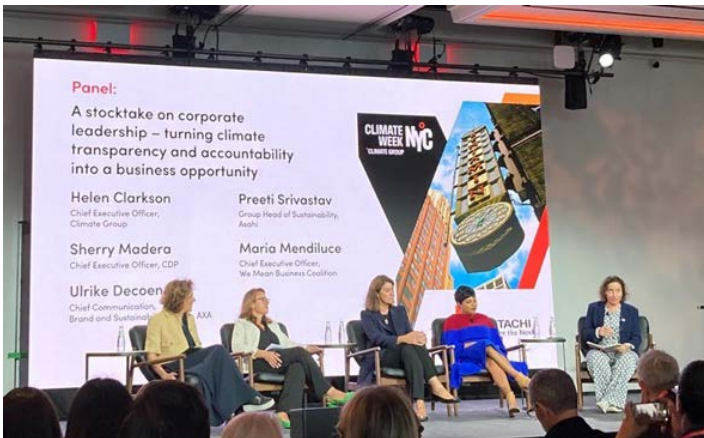 Panel:
A stocktake on corporate
leadership – turning climate
transparency and accountability
into a business opportunity
Helen Clarkson
Chief Executive Officer,
Climate Group
Sherry Madera
Chief Executive Officer, CDP
Ulrike Decoen
Chief Communication,
Brand and AXA
Preeti Srivastav
Group Head of Sustainability,
Asahi
Maria Mendiluce
Chief Executive Officer,
We Mean Business Coalition
CLIMATE
WEEK NYC
°CLIMATE GROUP